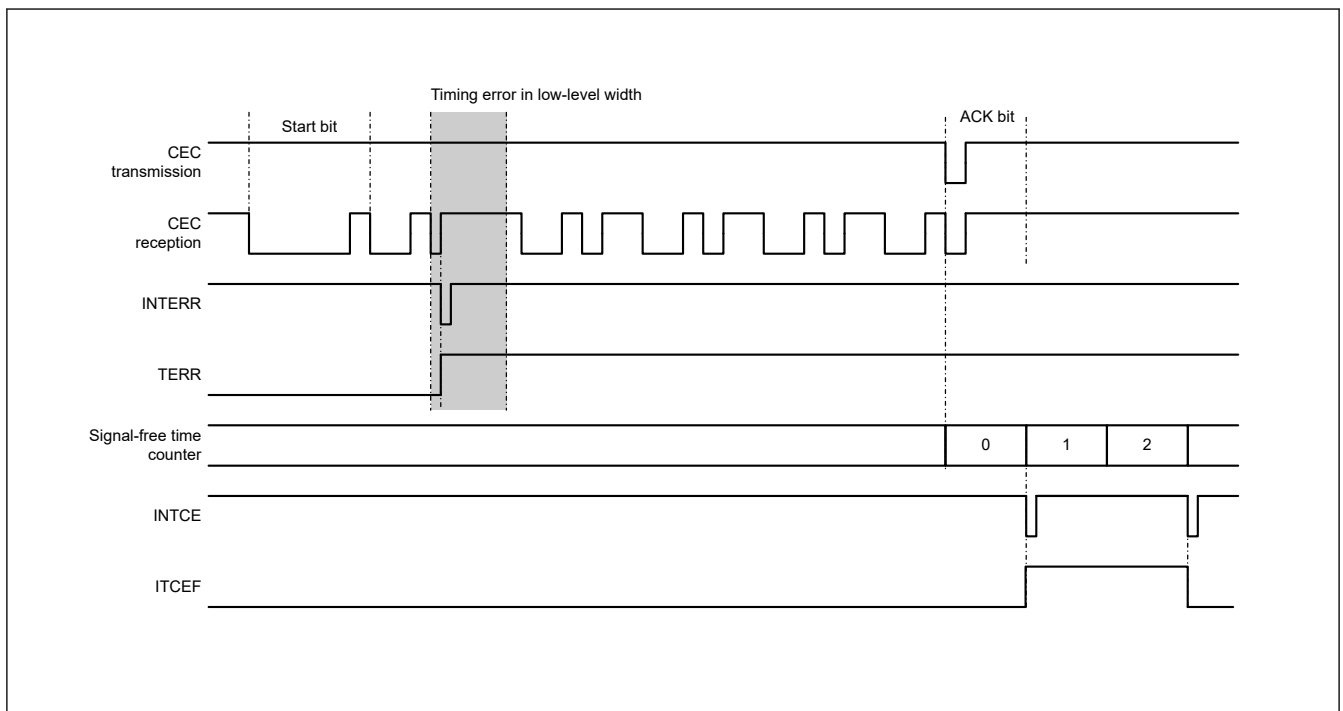 Timing error in low-level width
Start bit
ACK bit
CEC
transmission
CEC
reception
INTERR
TERR
Signal-free time
counter
0
1
2
INTCE
ITCEF